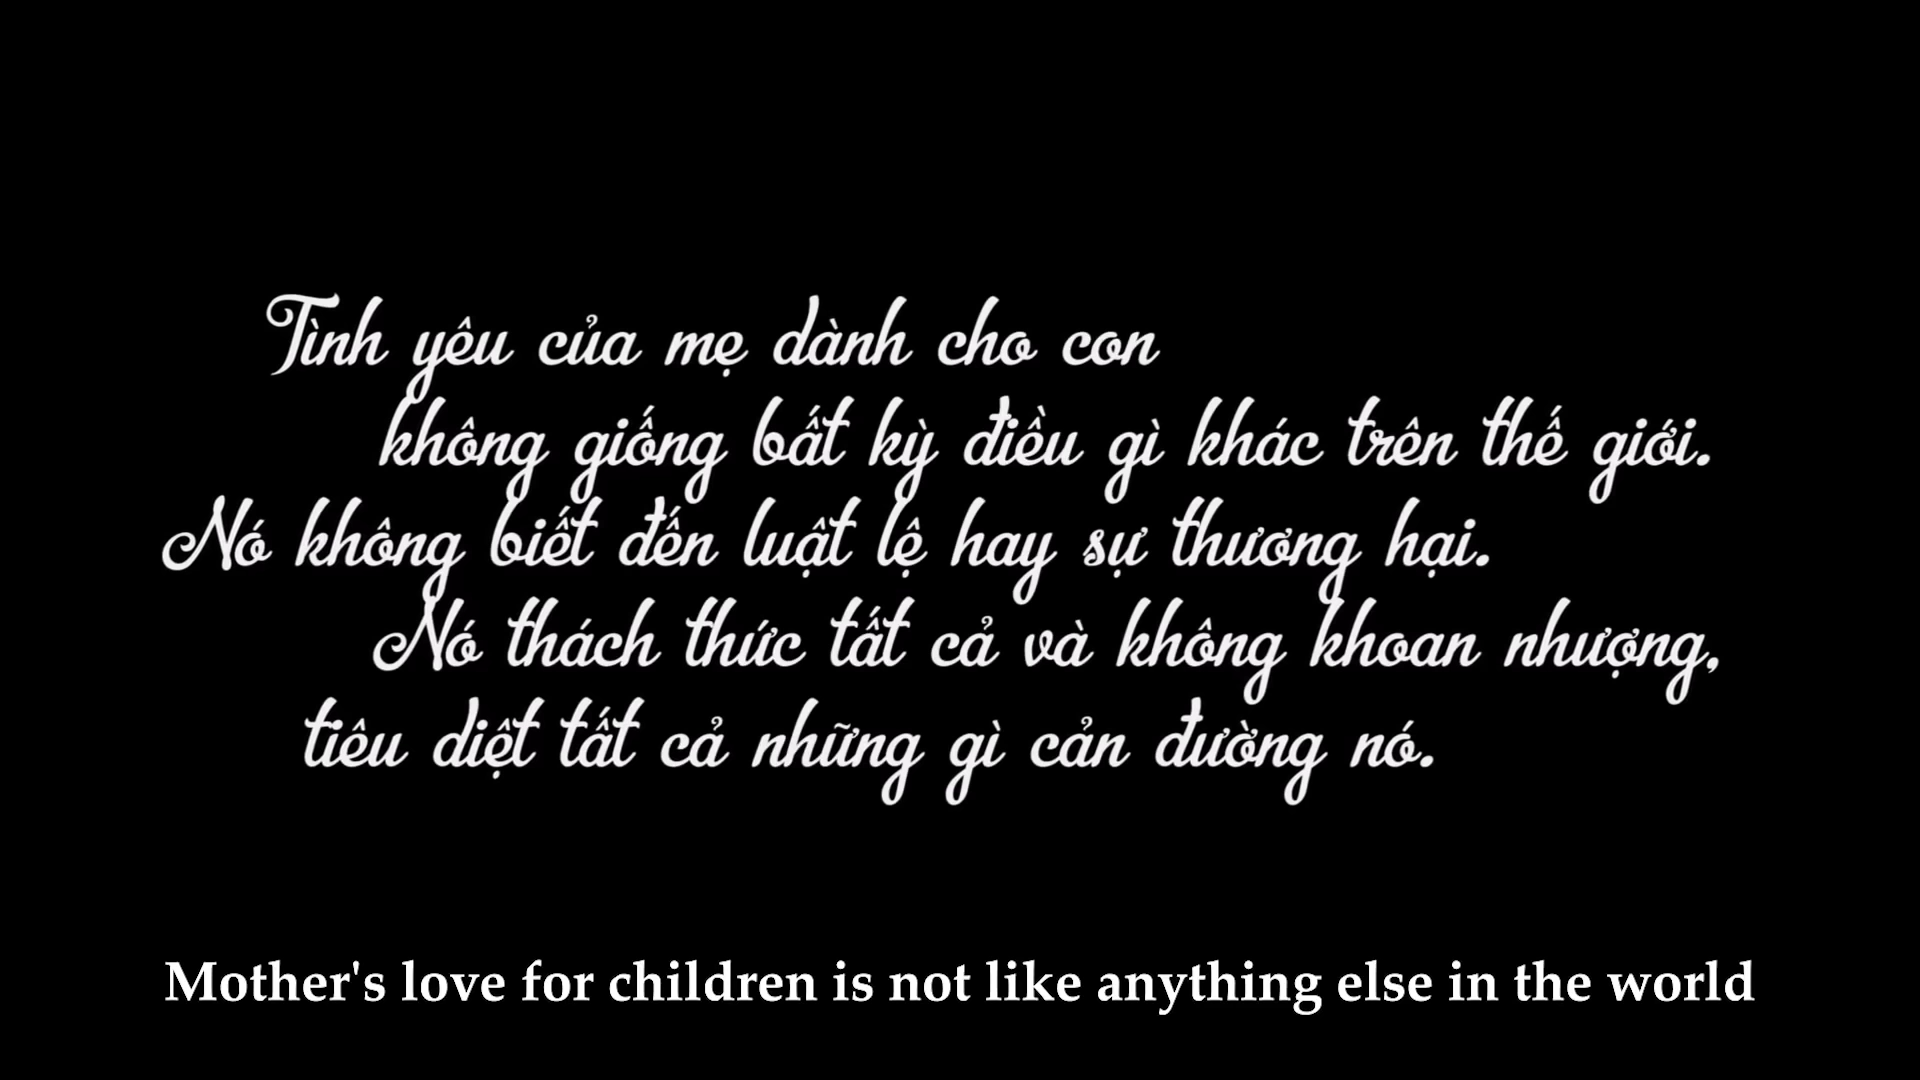 Tình yêu của mẹ dành cho con
không giống bất kỳ điều gì khác trên thế giới.
Nó không biết đến luật lệ hay sự thương hại.
Nó thách thức tất cả và không khoan nhượng,
tiêu diệt tất cả những gì cản đường nó.
Mother's love for children is not like anything else in the world